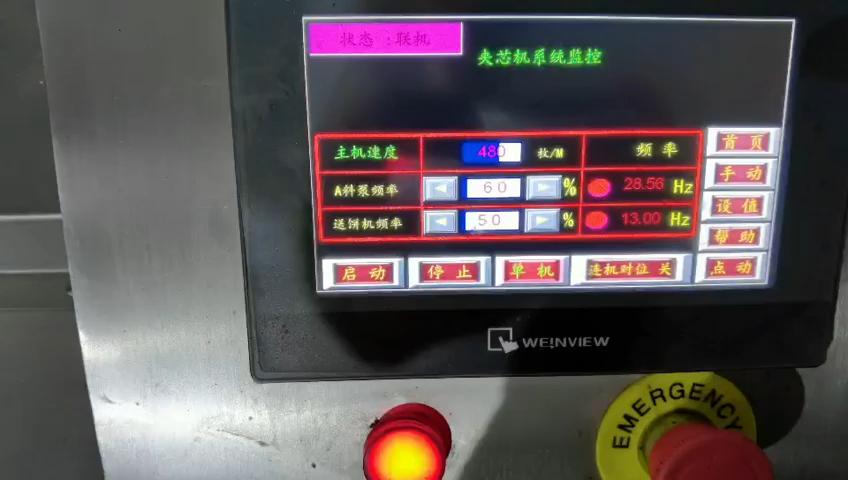 状态 :联机
夹芯机系统监控
主机速度 480 枚/M 频 率
A料泵频率 60 % 28.56 Hz
送饼机频率 50 % 13.00 Hz
首 页
手 动
设 值
帮 助
点 动
启 动
停 止
单 机
连机对位 关
WE!NVIEW
EMERGENCY